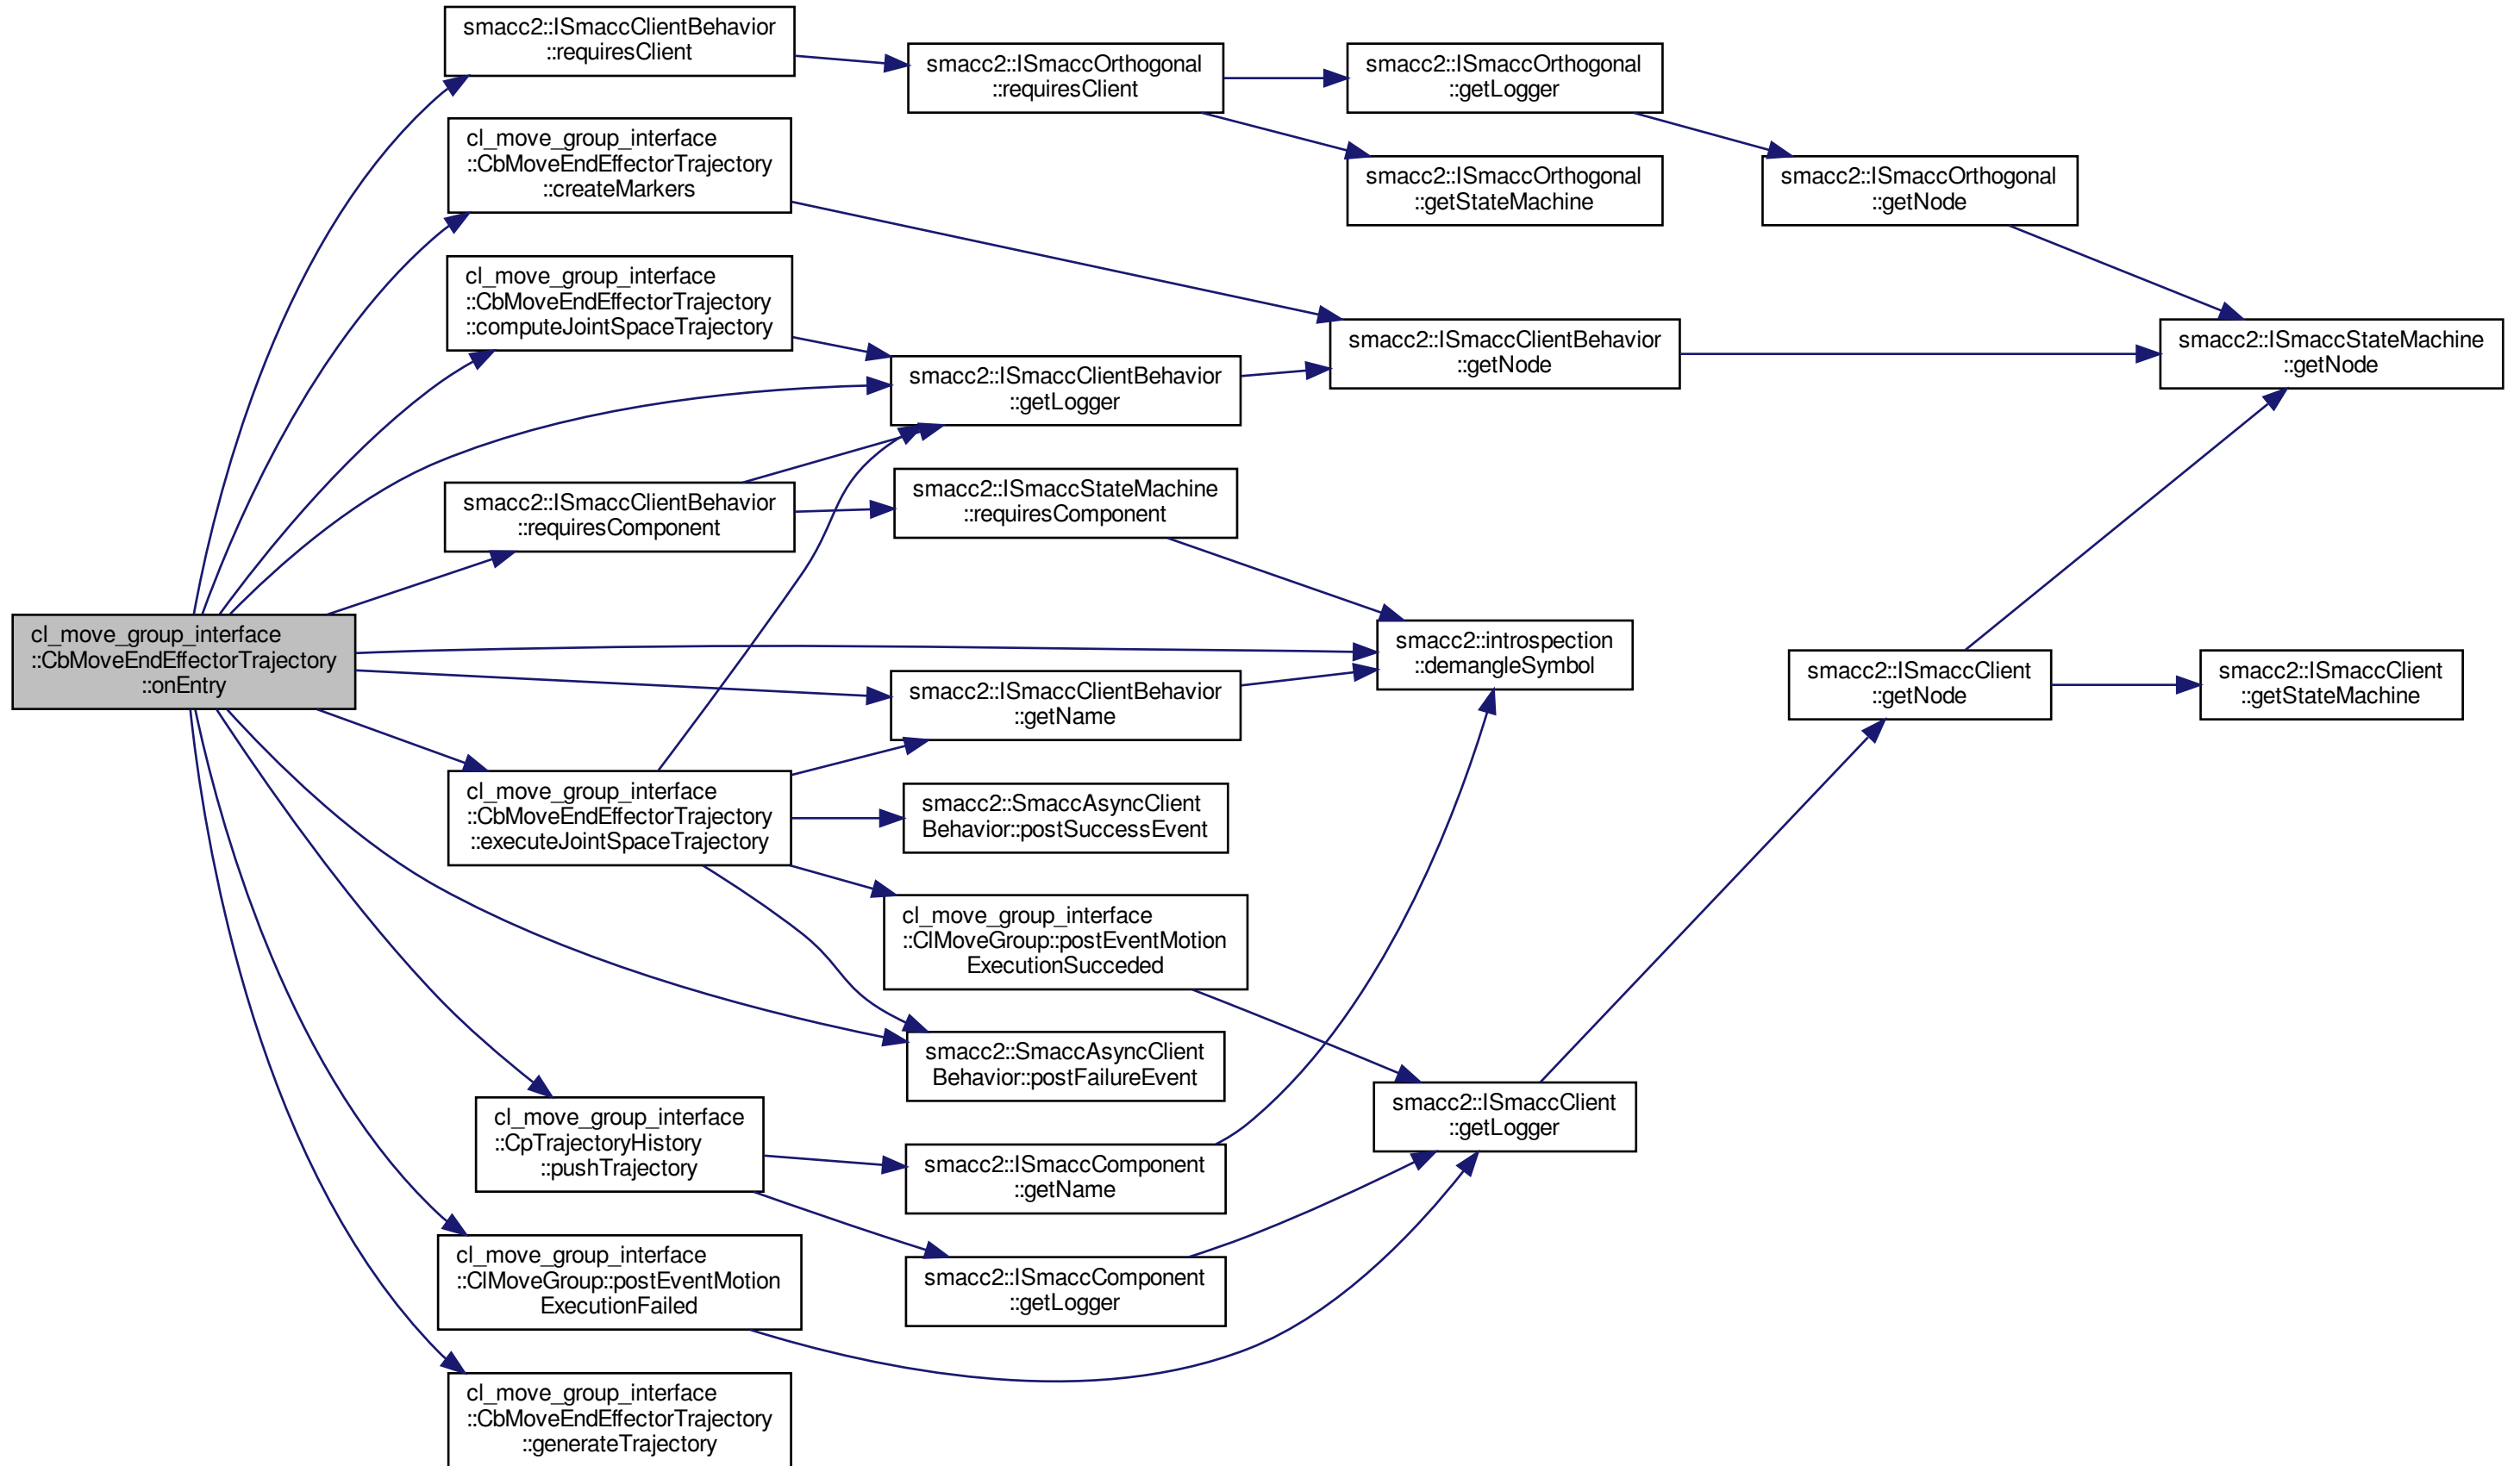 smacc2::ISmaccClientBehavior
::requiresClient
smacc2::ISmaccOrthogonal
::requiresClient
smacc2::ISmaccOrthogonal
::getLogger
cl_move_group_interface
::CbMoveEndEffectorTrajectory
::createMarkers
smacc2::ISmaccOrthogonal
::getStateMachine
smacc2::ISmaccOrthogonal
::getNode
cl_move_group_interface
::CbMoveEndEffectorTrajectory
::computeJointSpaceTrajectory
smacc2::ISmaccClientBehavior
::getLogger
smacc2::ISmaccClientBehavior
::getNode
smacc2::ISmaccStateMachine
::getNode
smacc2::ISmaccClientBehavior
::requiresComponent
smacc2::ISmaccStateMachine
::requiresComponent
cl_move_group_interface
::CbMoveEndEffectorTrajectory
::onEntry
smacc2::introspection
::demangleSymbol
smacc2::ISmaccClientBehavior
::getName
smacc2::ISmaccClient
::getNode
smacc2::ISmaccClient
::getStateMachine
cl_move_group_interface
::CbMoveEndEffectorTrajectory
::executeJointSpaceTrajectory
smacc2::SmaccAsyncClient
Behavior::postSuccessEvent
cl_move_group_interface
::ClMoveGroup::postEventMotion
ExecutionSucceded
smacc2::SmaccAsyncClient
Behavior::postFailureEvent
cl_move_group_interface
::CpTrajectoryHistory
::pushTrajectory
smacc2::ISmaccComponent
::getName
smacc2::ISmaccClient
::getLogger
cl_move_group_interface
::ClMoveGroup::postEventMotion
ExecutionFailed
smacc2::ISmaccComponent
::getLogger
cl_move_group_interface
::CbMoveEndEffectorTrajectory
::generateTrajectory